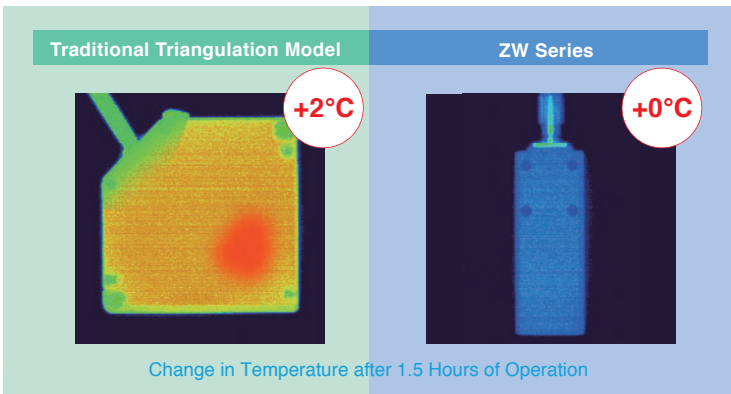 Traditional Triangulation Model
ZW Series
+2°C
+0°C
Change in Temperature after 1.5 Hours of Operation